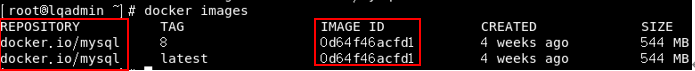 [root@lqadmin ~]# docker images
REPOSITORY TAG IMAGE ID CREATED SIZE
docker.io/mysql 8 0d64f46acfd1 4 weeks ago 544 MB
docker.io/mysql latest 0d64f46acfd1 4 weeks ago 544 MB